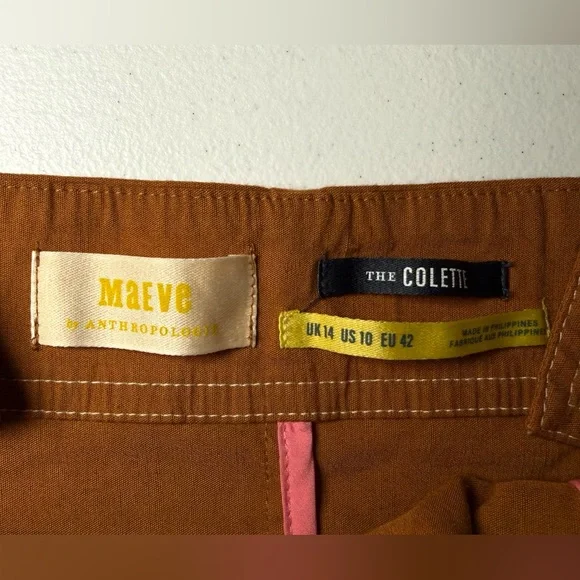 Maeve
by ANTHROPOLOGIE
THE COLETTE
UK 14 US 10 EU 42
MADE IN PHILIPPINES
FABRIQUÉ AUX PHILIPPINES